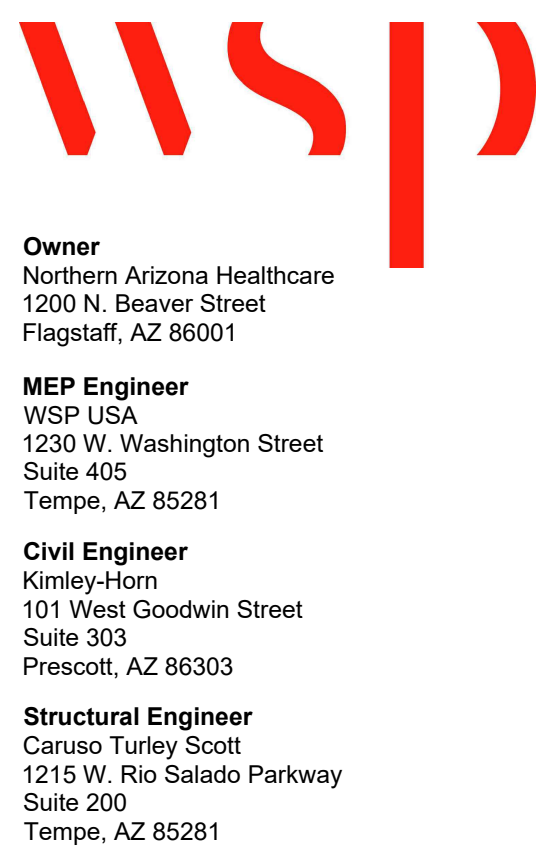 wsp
Owner
Northern Arizona Healthcare
1200 N. Beaver Street
Flagstaff, AZ 86001
MEP Engineer
WSP USA
1230 W. Washington Street
Suite 405
Tempe, AZ 85281
Civil Engineer
Kimley-Horn
101 West Goodwin Street
Suite 303
Prescott, AZ 86303
Structural Engineer
Caruso Turley Scott
1215 W. Rio Salado Parkway
Suite 200
Tempe, AZ 85281